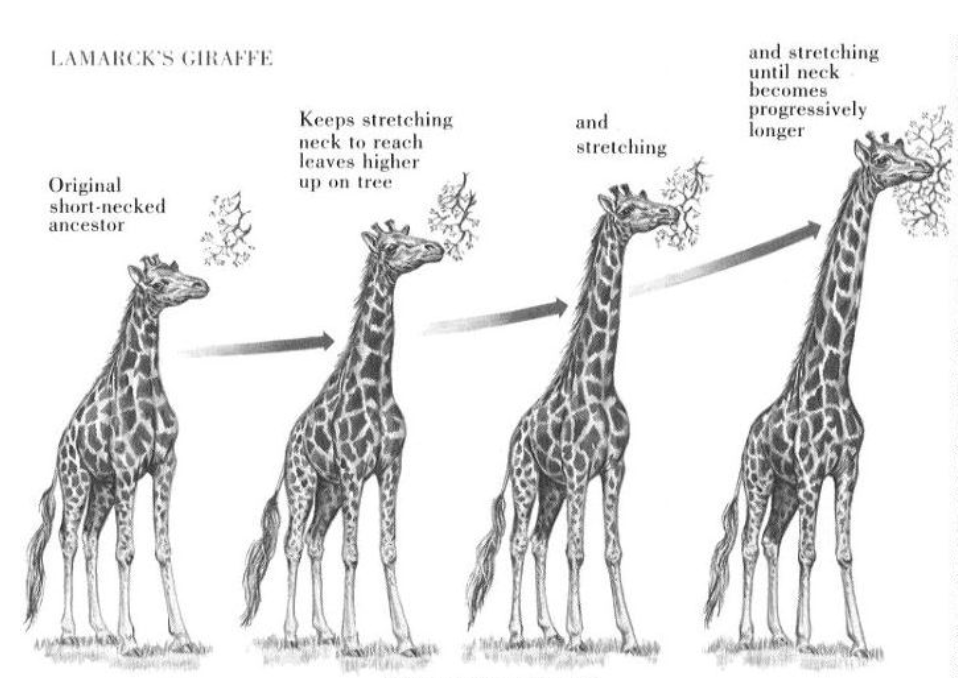 LAMARCK'S GIRAFFE
Original
short-necked
ancestor
Keeps stretching
neck to reach
leaves higher
up on tree
and
stretching
and stretching
until neck
becomes
progressively
longer